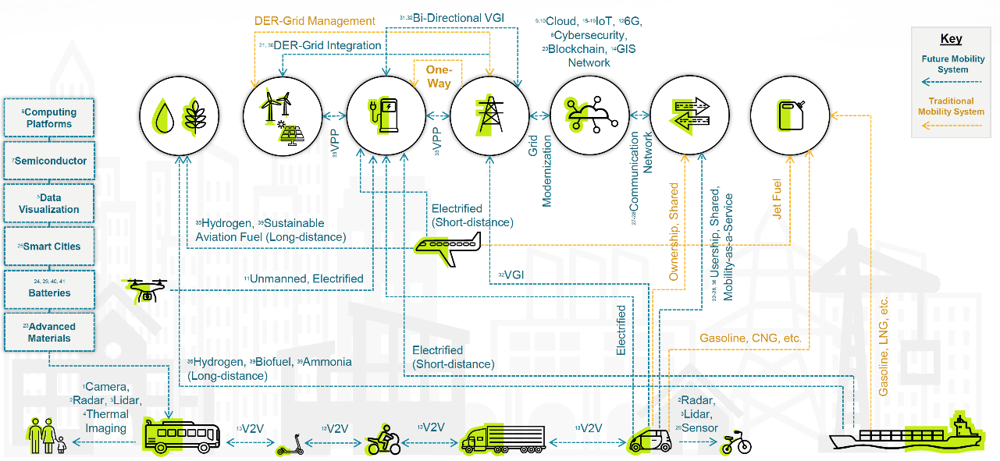 DER-Grid Management
31,32Bi-Directional VGI
9,10Cloud, 15-19IoT, 126G,
8Cybersecurity,
20Blockchain, 14GIS
Network
Key
Future Mobility
System
Traditional
Mobility System
21, 30DER-Grid Integration
One-
Way
6Computing
Platforms
7Semiconductor
5Data
Visualization
25Smart Cities
24, 29, 40, 41
Batteries
23Advanced
Materials
33VPP
33VPP
Grid
Modernization
27-28Communication
Network
Ownership, Shared
22-26, 36 Usership, Shared,
Mobility-as-a-Service
Jet Fuel
Electrified
(Short-distance)
35Hydrogen, 39Sustainable
Aviation Fuel (Long-distance)
11Unmanned, Electrified
32VGI
Electrified
Gasoline, CNG, etc.
Gasoline, LNG, etc.
Electrified
(Short-distance)
35Hydrogen, 39Biofuel, 39Ammonia
(Long-distance)
1Camera,
2Radar, 3Lidar,
4Thermal
Imaging
13V2V
13V2V
13V2V
13V2V
2Radar,
3Lidar,
26Sensor